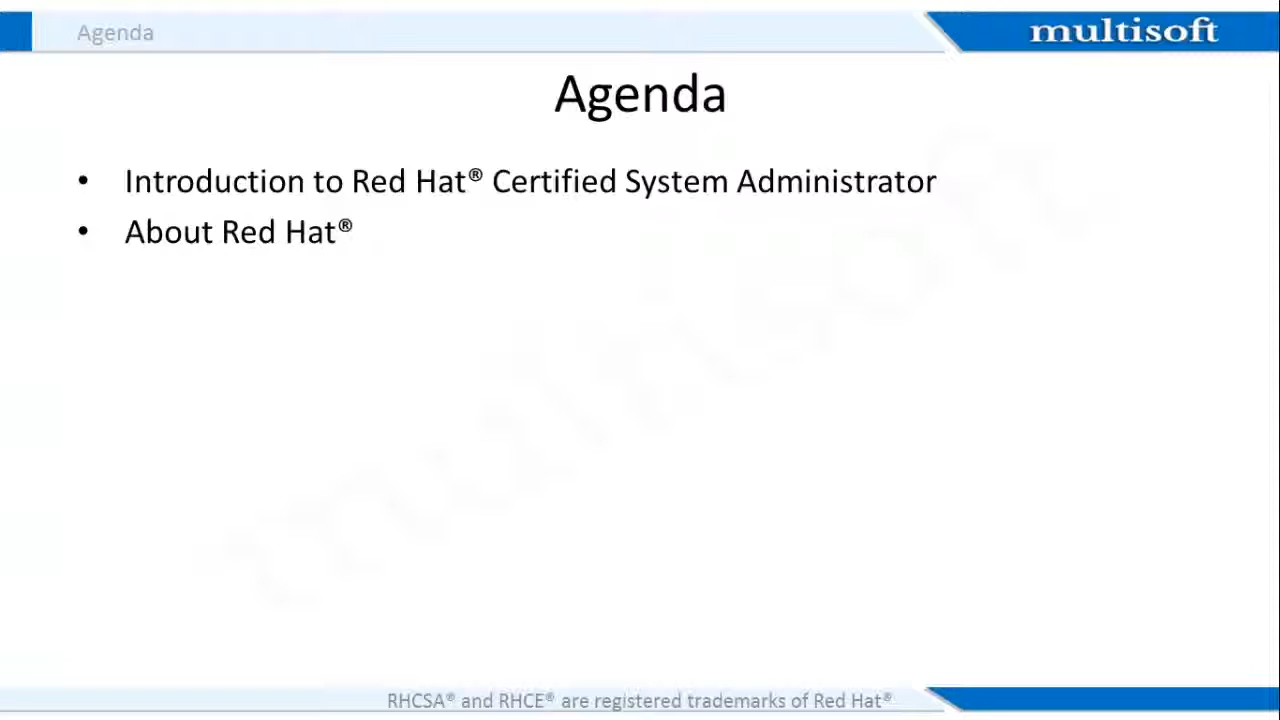 Agenda
multisoft
Agenda
• Introduction to Red Hat® Certified System Administrator
• About Red Hat®
multisoft
RHCSA® and RHCE® are registered trademarks of Red Hat®